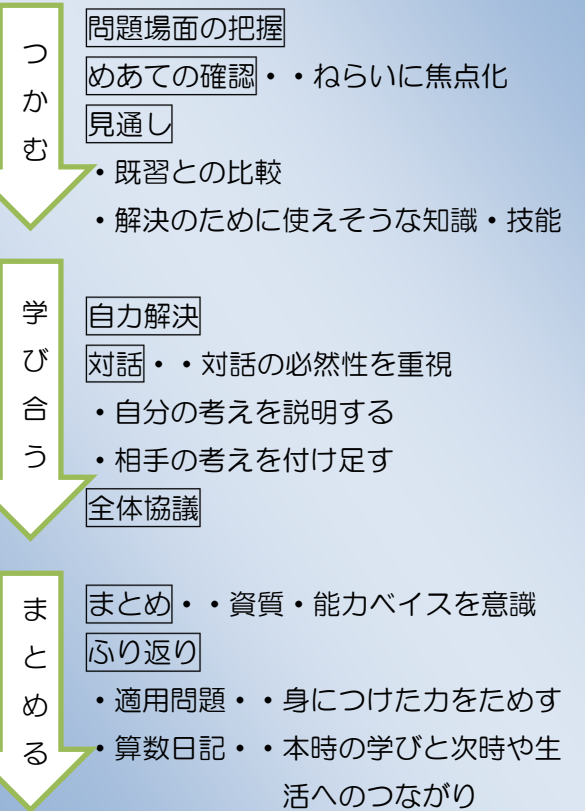 つかむ
問題場面の把握
めあての確認・・ねらいに焦点化
見通し
・既習との比較
・解決のために使えそうな知識・技能
学び合う
自力解決
対話・・対話の必然性を重視
・自分の考えを説明する
・相手の考えを付け足す
全体協議
まとめる
まとめ・・資質・能力ベイスを意識
ふり返り
・適用問題・・身につけた力をためす
・算数日記・・本時の学びと次時や生
活へのつながり